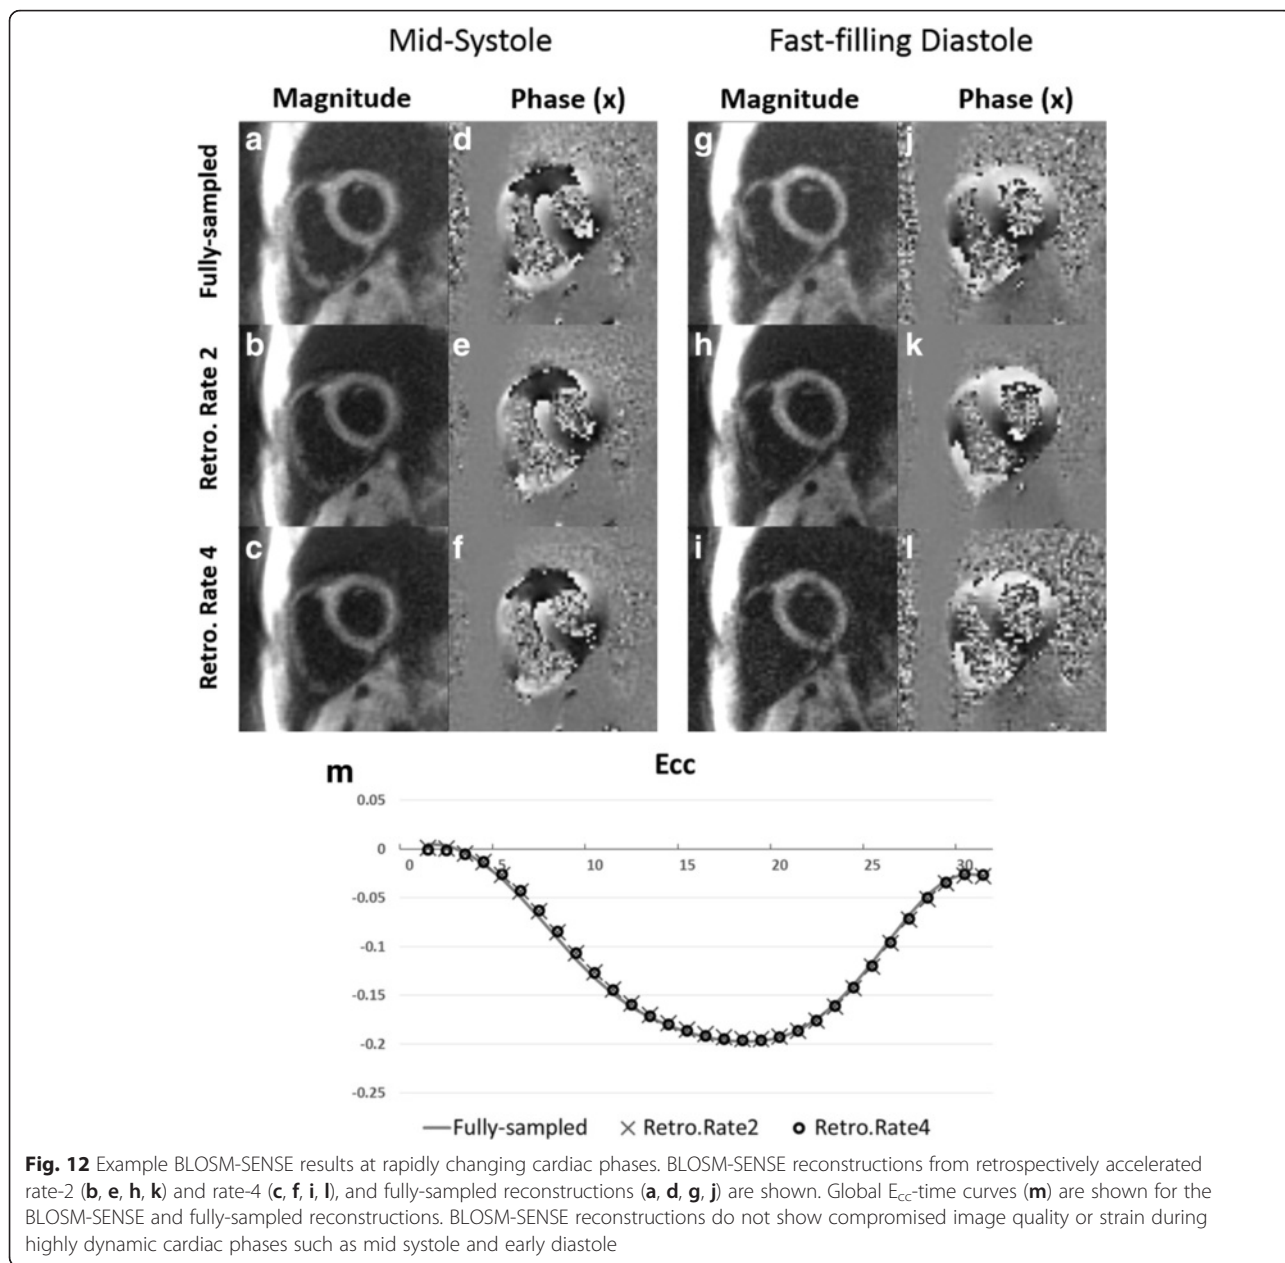 Mid-Systole Fast-filling Diastole
Magnitude Phase (x) Magnitude Phase (x)
Fully-sampled
a d g j
Retro. Rate 2
b e h k
Retro. Rate 4
c f i l
m Ecc
0.05
0
0 5 10 15 20 25 30
-0.05
-0.1
-0.15
-0.2
-0.25
Fully-sampled Retro.Rate2 Retro.Rate4
Fig. 12 Example BLOSM-SENSE results at rapidly changing cardiac phases. BLOSM-SENSE reconstructions from retrospectively accelerated
rate-2 (b, e, h, k) and rate-4 (c, f, i, l), and fully-sampled reconstructions (a, d, g, j) are shown. Global Ecc-time curves (m) are shown for the
BLOSM-SENSE and fully-sampled reconstructions. BLOSM-SENSE reconstructions do not show compromised image quality or strain during
highly dynamic cardiac phases such as mid systole and early diastole